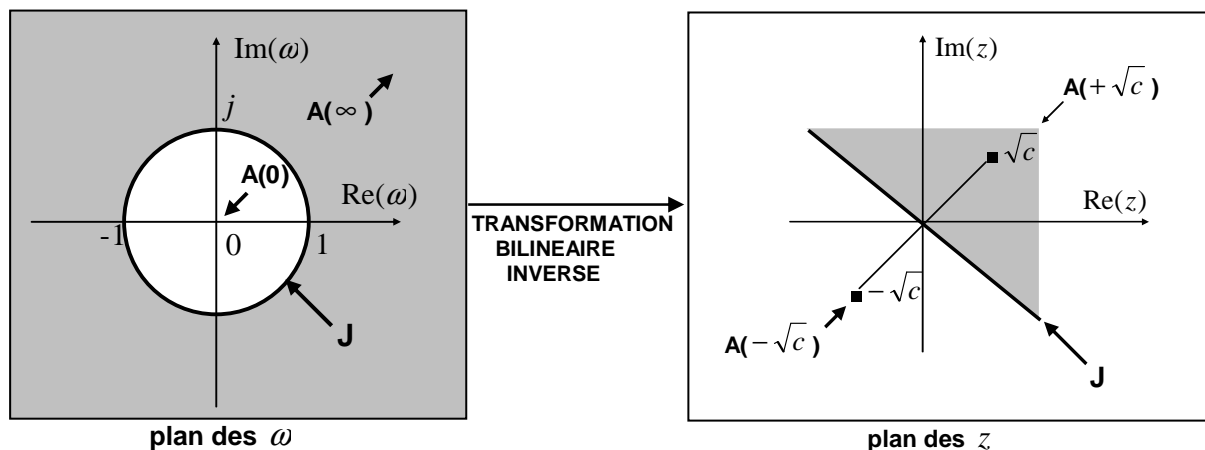 Im(ω)
A(∞)
j
A(0)
Re(ω)
-1
0
1
J
plan des ω
TRANSFORMATION
BILINEAIRE
INVERSE
Im(z)
A(+√c)
√c
Re(z)
-√c
A(-√c)
J
plan des z